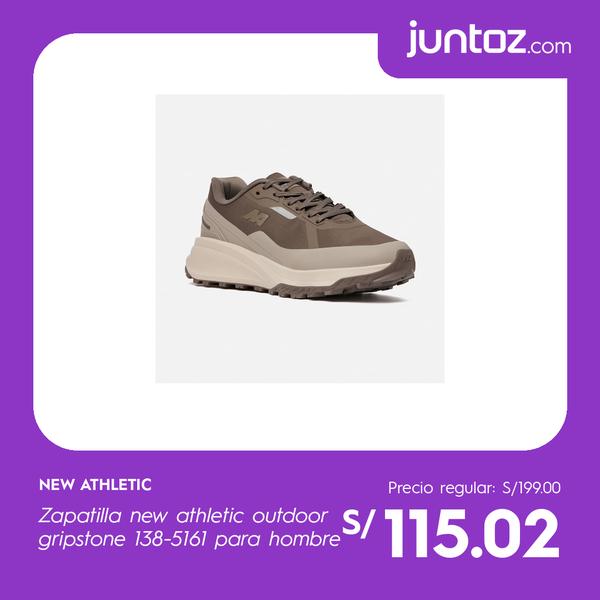 juntoz.com
NEW ATHLETIC
Zapatilla new athletic outdoor
gripstone 138-5161 para hombre
Precio regular: S/199.00
S/115.02